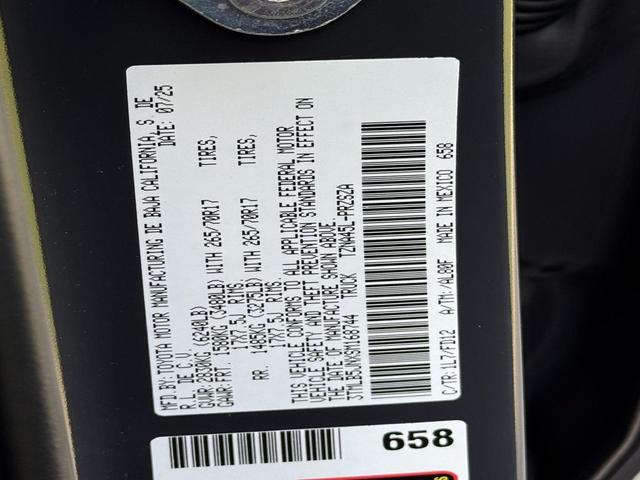 MFD.BY: TOYOTA MOTOR MANUFACTURING DE BAJA CALIFORNIA, S. DE
R.L. DE C.V. DATE: 07/25
GVWR: 2830KG (6240LB)
GAWR: FRT. 1580KG (3480LB) WITH 265/70R17 TIRES,
17X7.5J RIMS.
RR. 1485KG (3275LB) WITH 265/70R17 TIRES,
17X7.5J RIMS.
THIS VEHICLE CONFORMS TO ALL APPLICABLE FEDERAL MOTOR
VEHICLE SAFETY AND THEFT PREVENTION STANDARDS IN EFFECT ON
THE DATE OF MANUFACTURE SHOWN ABOVE.
3TMLB5JNXSM168744 TRUCK TZNA45L-PRZSZA
C/TR: 1L7/FD12 A/TM: /AL80F MADE IN MEXICO 658
658